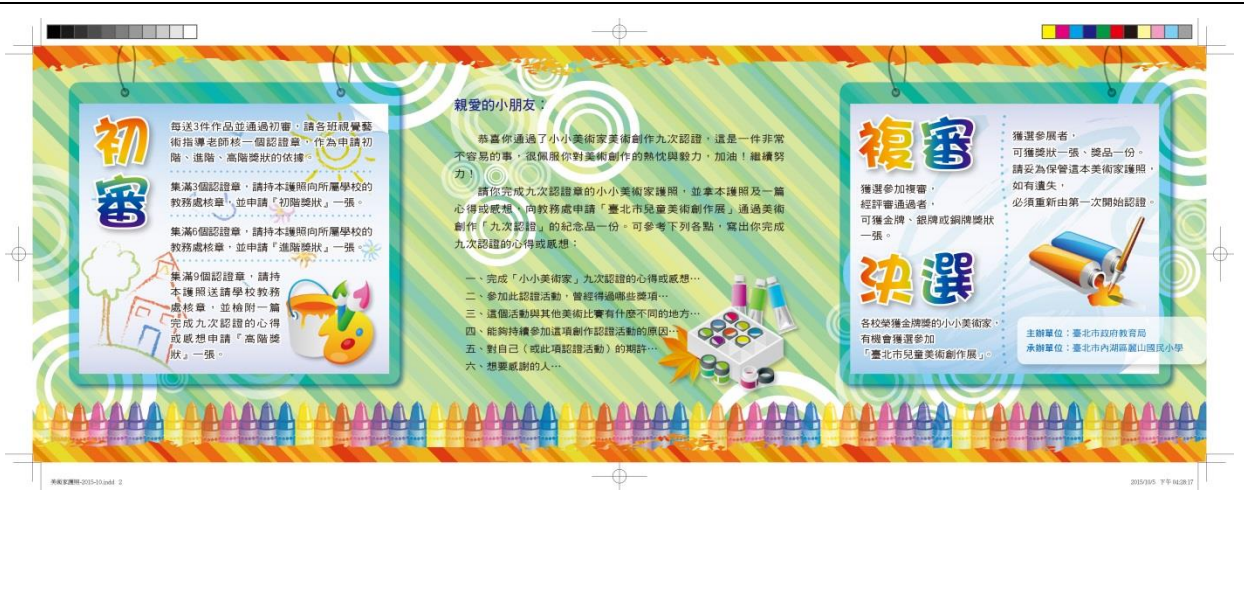 初
審
每送3件作品並通過初審，請各班視覺藝
術指導老師核一個認證章，作為申請初
階、進階、高階獎狀的依據。
集滿3個認證章，請持本護照向所屬學校的
教務處核章，並申請『初階獎狀』一張。
集滿6個認證章，請持本護照向所屬學校的
教務處核章，並申請『進階獎狀』一張。
集滿9個認證章，請持
本護照送請學校教務
處核章，並檢附一篇
完成九次認證的心得
或感想申請『高階獎
狀』一張。
親愛的小朋友：
恭喜你通過了小小美術家美術創作九次認證，這是一件非常
不容易的事，很佩服你對美術創作的熱忱與毅力，加油！繼續努
力！
請你完成九次認證章的小小美術家護照，並拿本護照及一篇
心得或感想，向教務處申請「臺北市兒童美術創作展」通過美術
創作「九次認證」的紀念品一份。可參考下列各點，寫出你完成
九次認證的心得或感想：
一、完成「小小美術家」九次認證的心得或感想…
二、參加此認證活動，曾經得過哪些獎項…
三、這個活動與其他美術比賽有什麼不同的地方…
四、能夠持續參加這項創作認證活動的原因…
五、對自己（或此項認證活動）的期許…
六、想要感謝的人…
複審
獲選參加複審，
經評審通過者，
可獲金牌、銀牌或銅牌獎狀
一張。
決選
各校榮獲金牌獎的小小美術家，
有機會獲選參加
「臺北市兒童美術創作展」。
獲選參展者，
可獲獎狀一張、獎品一份。
請妥為保管這本美術家護照，
如有遺失，
必須重新由第一次開始認證。
主辦單位：臺北市政府教育局
承辦單位：臺北市內湖區麗山國民小學
美術家護照-2015-10.indd 2
2015/10/5 下午 04:28:17